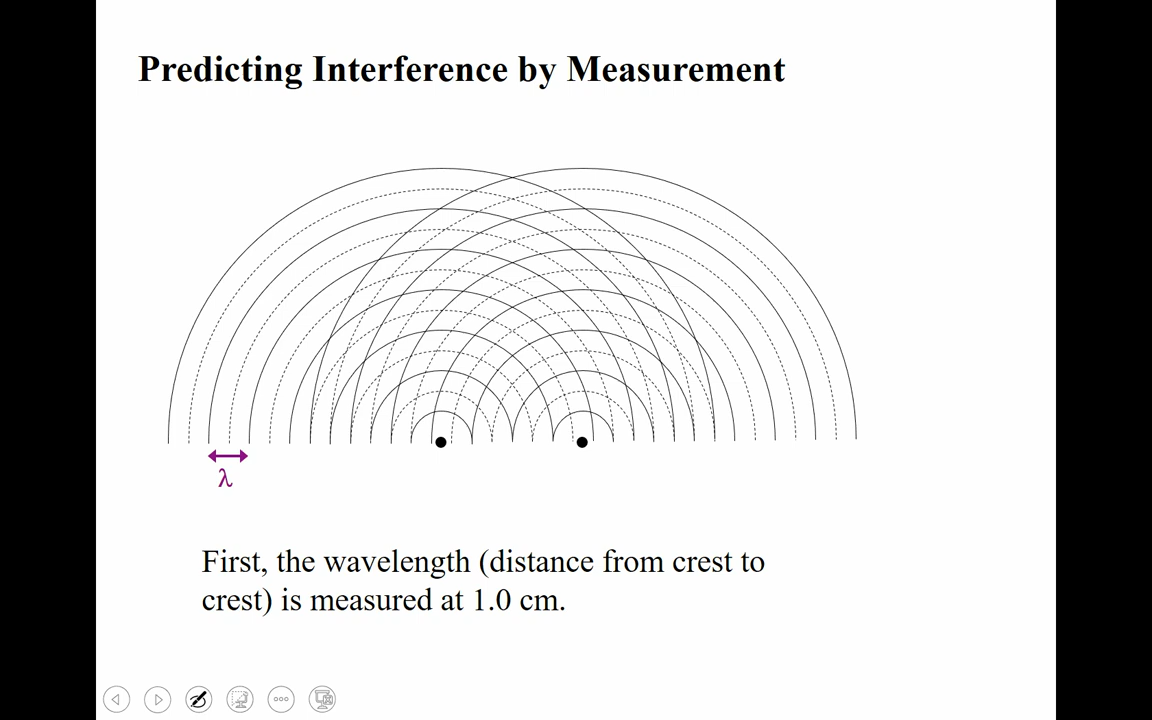 Predicting Interference by Measurement
λ
First, the wavelength (distance from crest to
crest) is measured at 1.0 cm.